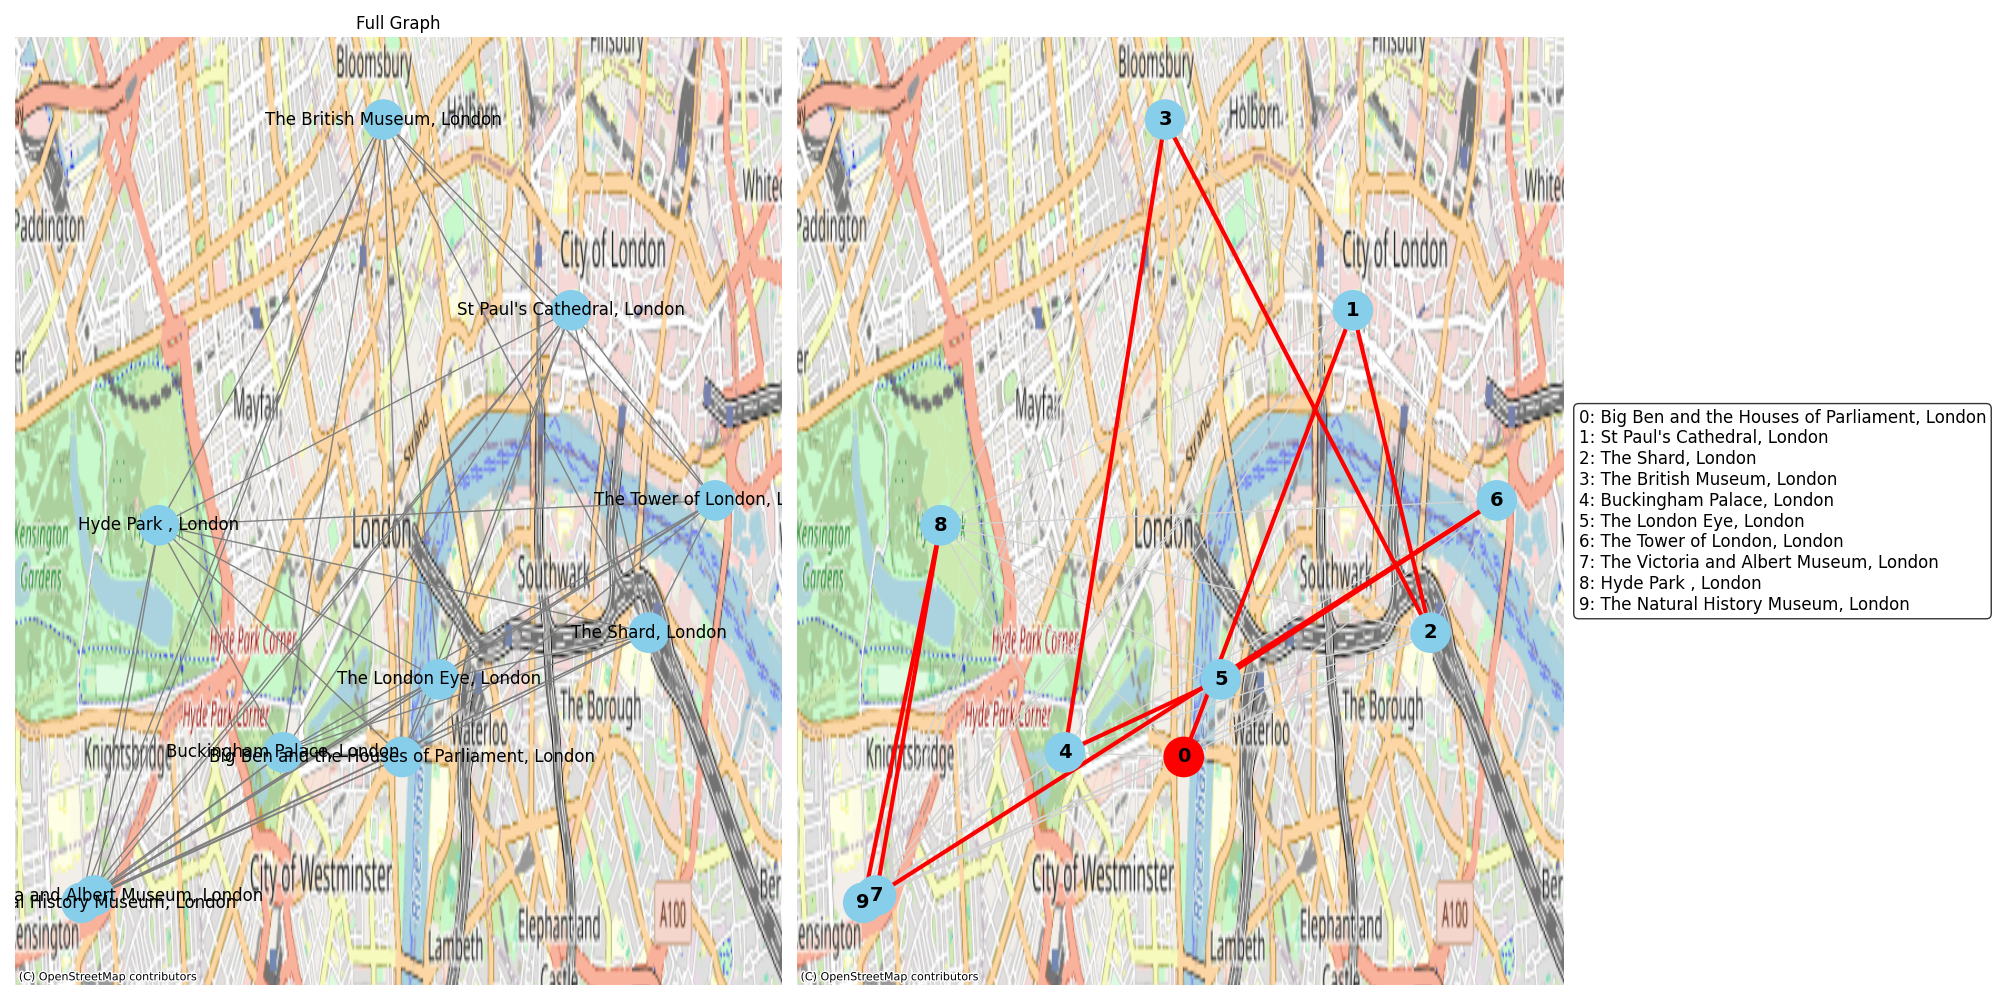 Full Graph
Bloomsbury
Finsbury
The British Museum, London
Holborn
Paddington
City of London
St Paul's Cathedral, London
Mayfair
Strand
The Tower of London, L
Hyde Park , London
Kensington
Gardens
London
Southwark
The Shard, London
Hyde Park Corner
The London Eye, London
Hyde Park Corner
The Borough
Waterloo
Knightsbridge
Buckingham Palace, London
Big Ben and the Houses of Parliament, London
City of Westminster
a and Albert Museum, London
al History Museum, London
A100
Elephant and
Castle
Lambeth
ensington
(C) OpenStreetMap contributors
Bloomsbury
Finsbury
3
Holborn
Paddington
City of London
1
Mayfair
Strand
6
8
Kensington
Gardens
London
Southwark
2
Hyde Park Corner
5
Hyde Park Corner
The Borough
Waterloo
Knightsbridge
4
0
City of Westminster
9
7
A100
Elephant and
Castle
Lambeth
ensington
(C) OpenStreetMap contributors
0: Big Ben and the Houses of Parliament, London
1: St Paul's Cathedral, London
2: The Shard, London
3: The British Museum, London
4: Buckingham Palace, London
5: The London Eye, London
6: The Tower of London, London
7: The Victoria and Albert Museum, London
8: Hyde Park , London
9: The Natural History Museum, London